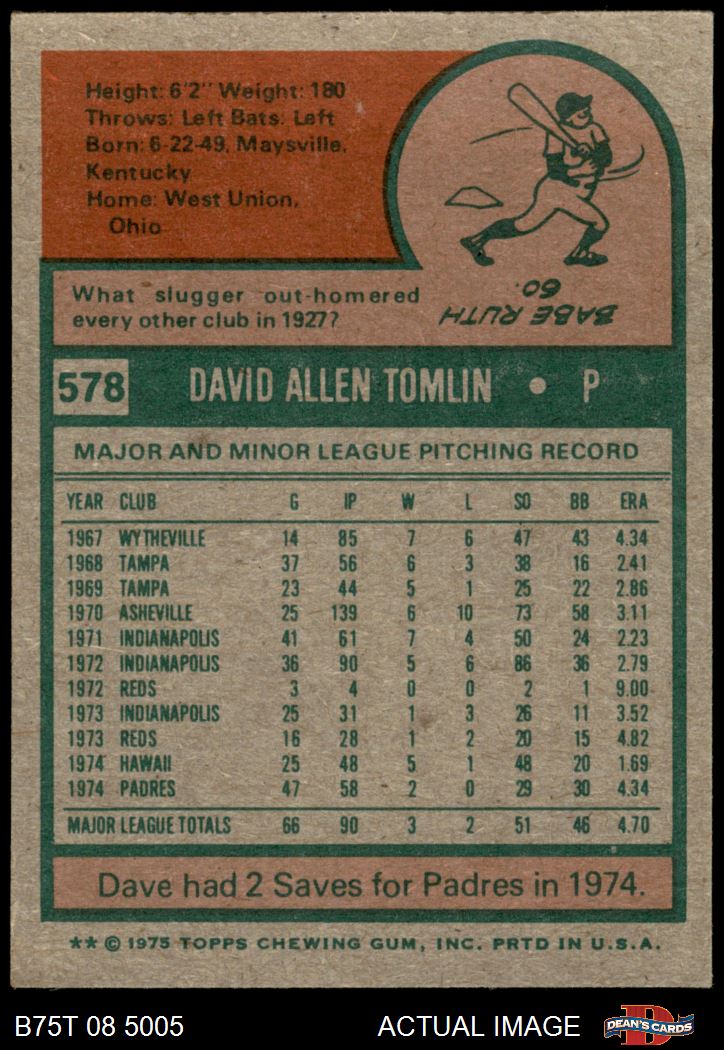 Height: 6'2" Weight: 180
Throws: Left Bats: Left
Born: 6-22-49, Maysville,
Kentucky
Home: West Union,
Ohio
What slugger out-homered
every other club in 1927?
BABE RUTH
60.
578 DAVID ALLEN TOMLIN • P
MAJOR AND MINOR LEAGUE PITCHING RECORD
YEAR CLUB G IP W L SO BB ERA
1967 WYTHEVILLE 14 85 7 6 47 43 4.34
1968 TAMPA 37 56 6 3 38 16 2.41
1969 TAMPA 23 44 5 1 25 22 2.86
1970 ASHEVILLE 25 139 6 10 73 58 3.11
1971 INDIANAPOLIS 41 61 7 4 50 24 2.23
1972 INDIANAPOLIS 36 90 5 6 86 36 2.79
1972 REDS 3 4 0 0 2 1 9.00
1973 INDIANAPOLIS 25 31 1 3 26 11 3.52
1973 REDS 16 28 1 2 20 15 4.82
1974 HAWAII 25 48 5 1 48 20 1.69
1974 PADRES 47 58 2 0 29 30 4.34
MAJOR LEAGUE TOTALS 66 90 3 2 51 46 4.70
Dave had 2 Saves for Padres in 1974.
** © 1975 TOPPS CHEWING GUM, INC. PRTD IN U.S.A.
B75T 08 5005 ACTUAL IMAGE D DEAN'S CARDS